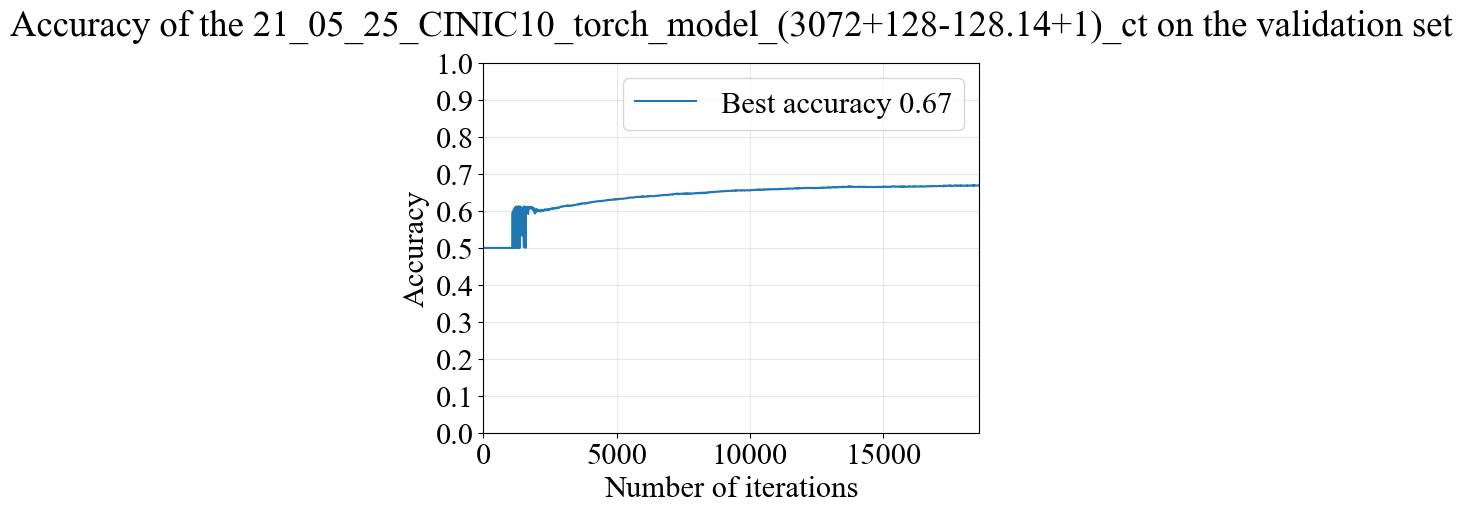 Accuracy of the 21_05_25_CINIC10_torch_model_(3072+128-128.14+1)_ct on the validation set
1.0
0.9
0.8
0.7
0.6
0.5
0.4
0.3
0.2
0.1
0.0
Accuracy
Best accuracy 0.67
0 5000 10000 15000
Number of iterations